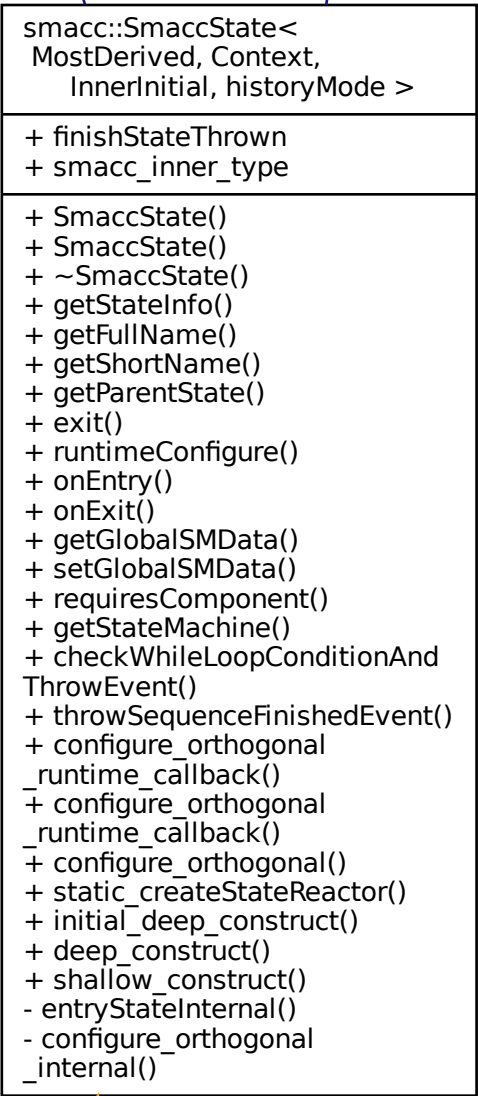 smacc::SmaccState<
MostDerived, Context,
InnerInitial, historyMode >
+ finishStateThrown
+ smacc_inner_type
+ SmaccState()
+ SmaccState()
+ ~SmaccState()
+ getStateInfo()
+ getFullName()
+ getShortName()
+ getParentState()
+ exit()
+ runtimeConfigure()
+ onEntry()
+ onExit()
+ getGlobalSMData()
+ setGlobalSMData()
+ requiresComponent()
+ getStateMachine()
+ checkWhileLoopConditionAnd
ThrowEvent()
+ throwSequenceFinishedEvent()
+ configure_orthogonal
_runtime_callback()
+ configure_orthogonal
_runtime_callback()
+ configure_orthogonal()
+ static_createStateReactor()
+ initial_deep_construct()
+ deep_construct()
+ shallow_construct()
- entryStateInternal()
- configure_orthogonal
_internal()